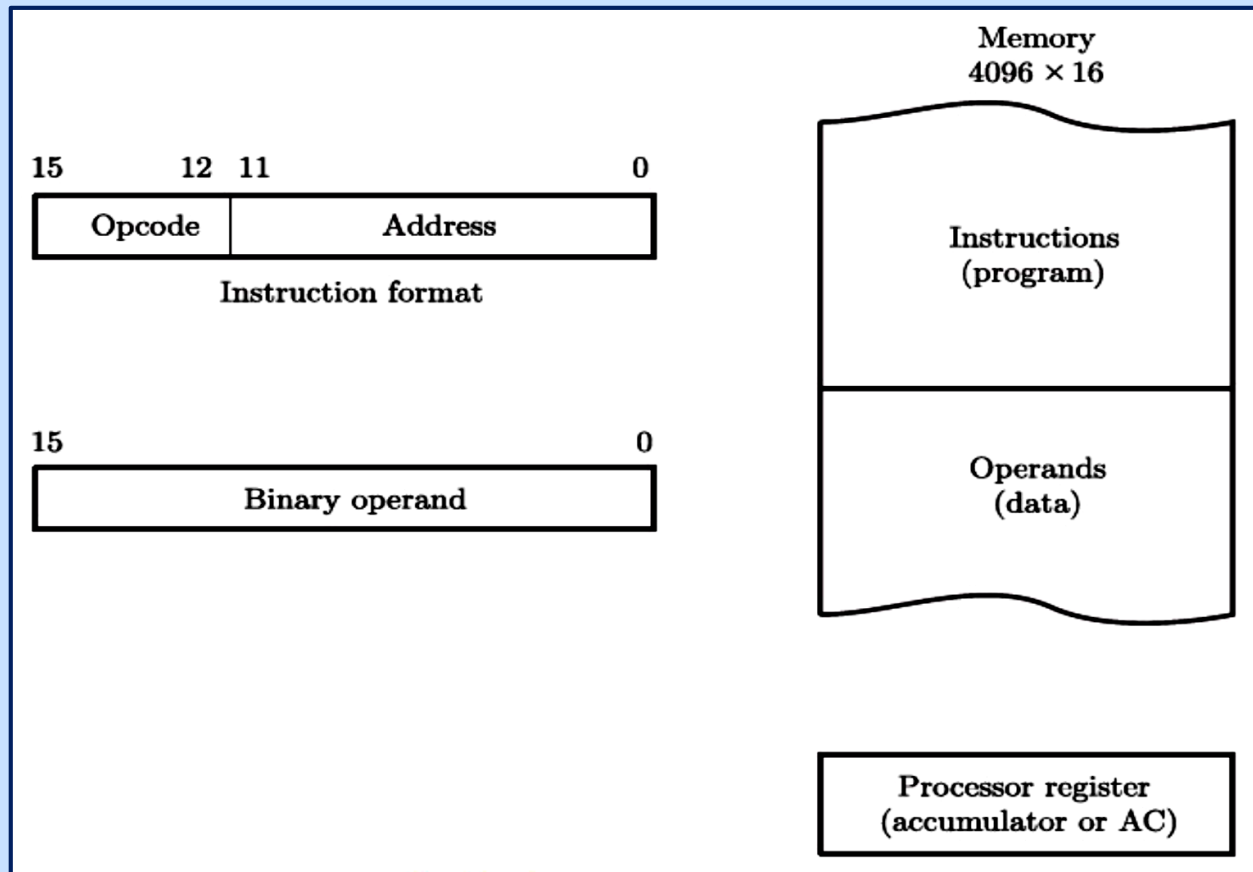 Memory
4096 × 16
15 12 11 0
Opcode Address
Instruction format
Instructions
(program)
15 0
Binary operand
Operands
(data)
Processor register
(accumulator or AC)